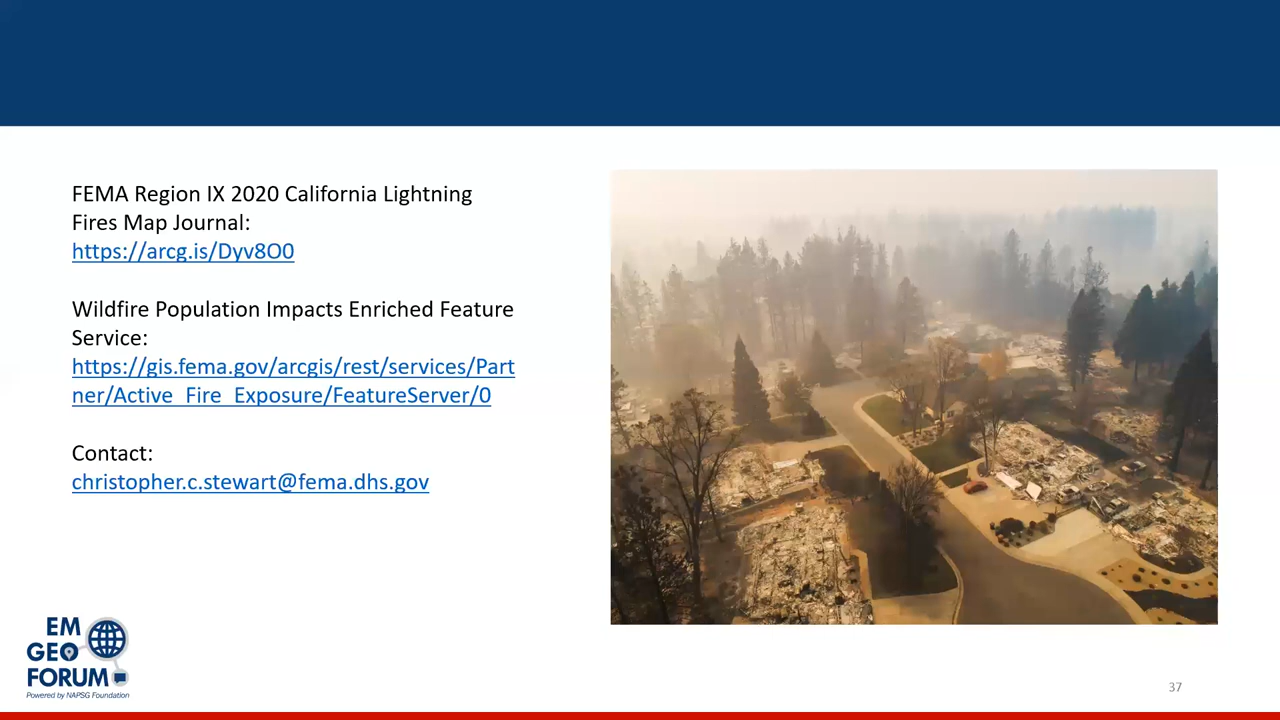 FEMA Region IX 2020 California Lightning
Fires Map Journal:
https://arcg.is/Dyv8O0
Wildfire Population Impacts Enriched Feature
Service:
https://gis.fema.gov/arcgis/rest/services/Part
ner/Active_Fire_Exposure/FeatureServer/0
Contact:
christopher.c.stewart@fema.dhs.gov
EM
GEO
FORUM
Powered by NAPSG Foundation
37